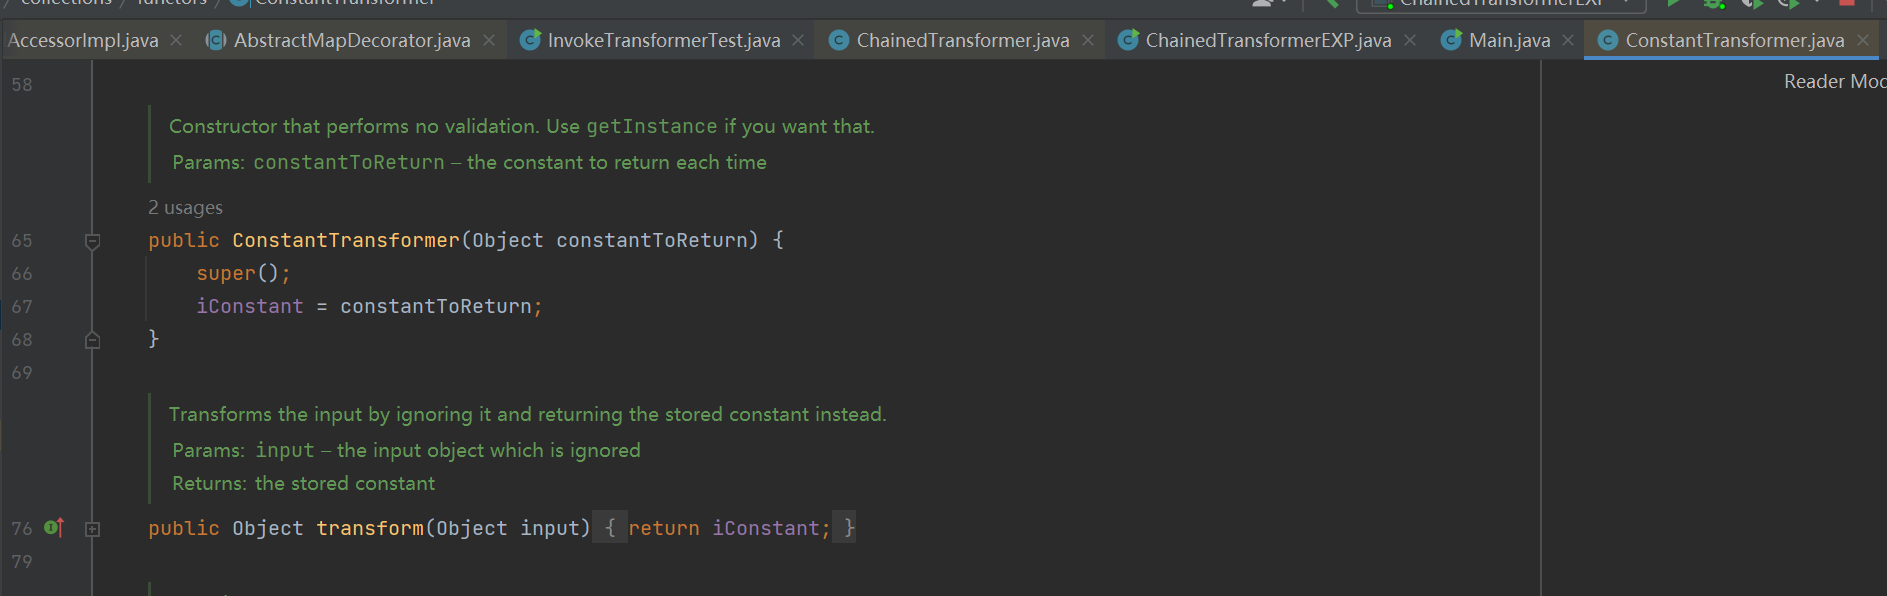 collections / functors / ConstantTransformer
ChainedTransformerEXP
AccessorImpl.java
AbstractMapDecorator.java
InvokeTransformerTest.java
ChainedTransformer.java
ChainedTransformerEXP.java
Main.java
ConstantTransformer.java
Reader Mod
58
Constructor that performs no validation. Use getInstance if you want that.
Params: constantToReturn – the constant to return each time
2 usages
65 public ConstantTransformer(Object constantToReturn) {
66 super();
67 iConstant = constantToReturn;
68 }
69
Transforms the input by ignoring it and returning the stored constant instead.
Params: input – the input object which is ignored
Returns: the stored constant
76 public Object transform(Object input) { return iConstant; }
79